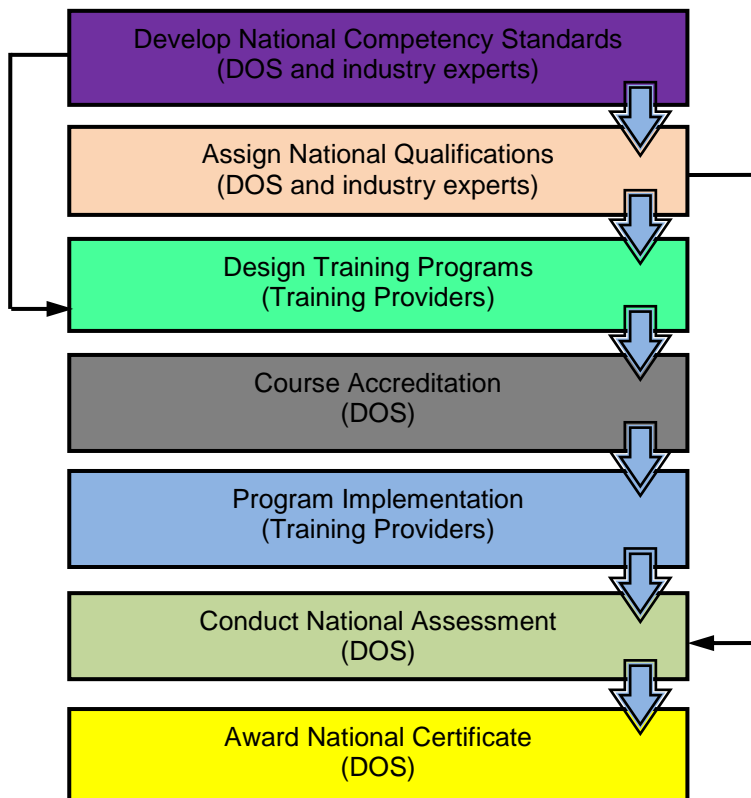 Develop National Competency Standards
(DOS and industry experts)
Assign National Qualifications
(DOS and industry experts)
Design Training Programs
(Training Providers)
Course Accreditation
(DOS)
Program Implementation
(Training Providers)
Conduct National Assessment
(DOS)
Award National Certificate
(DOS)